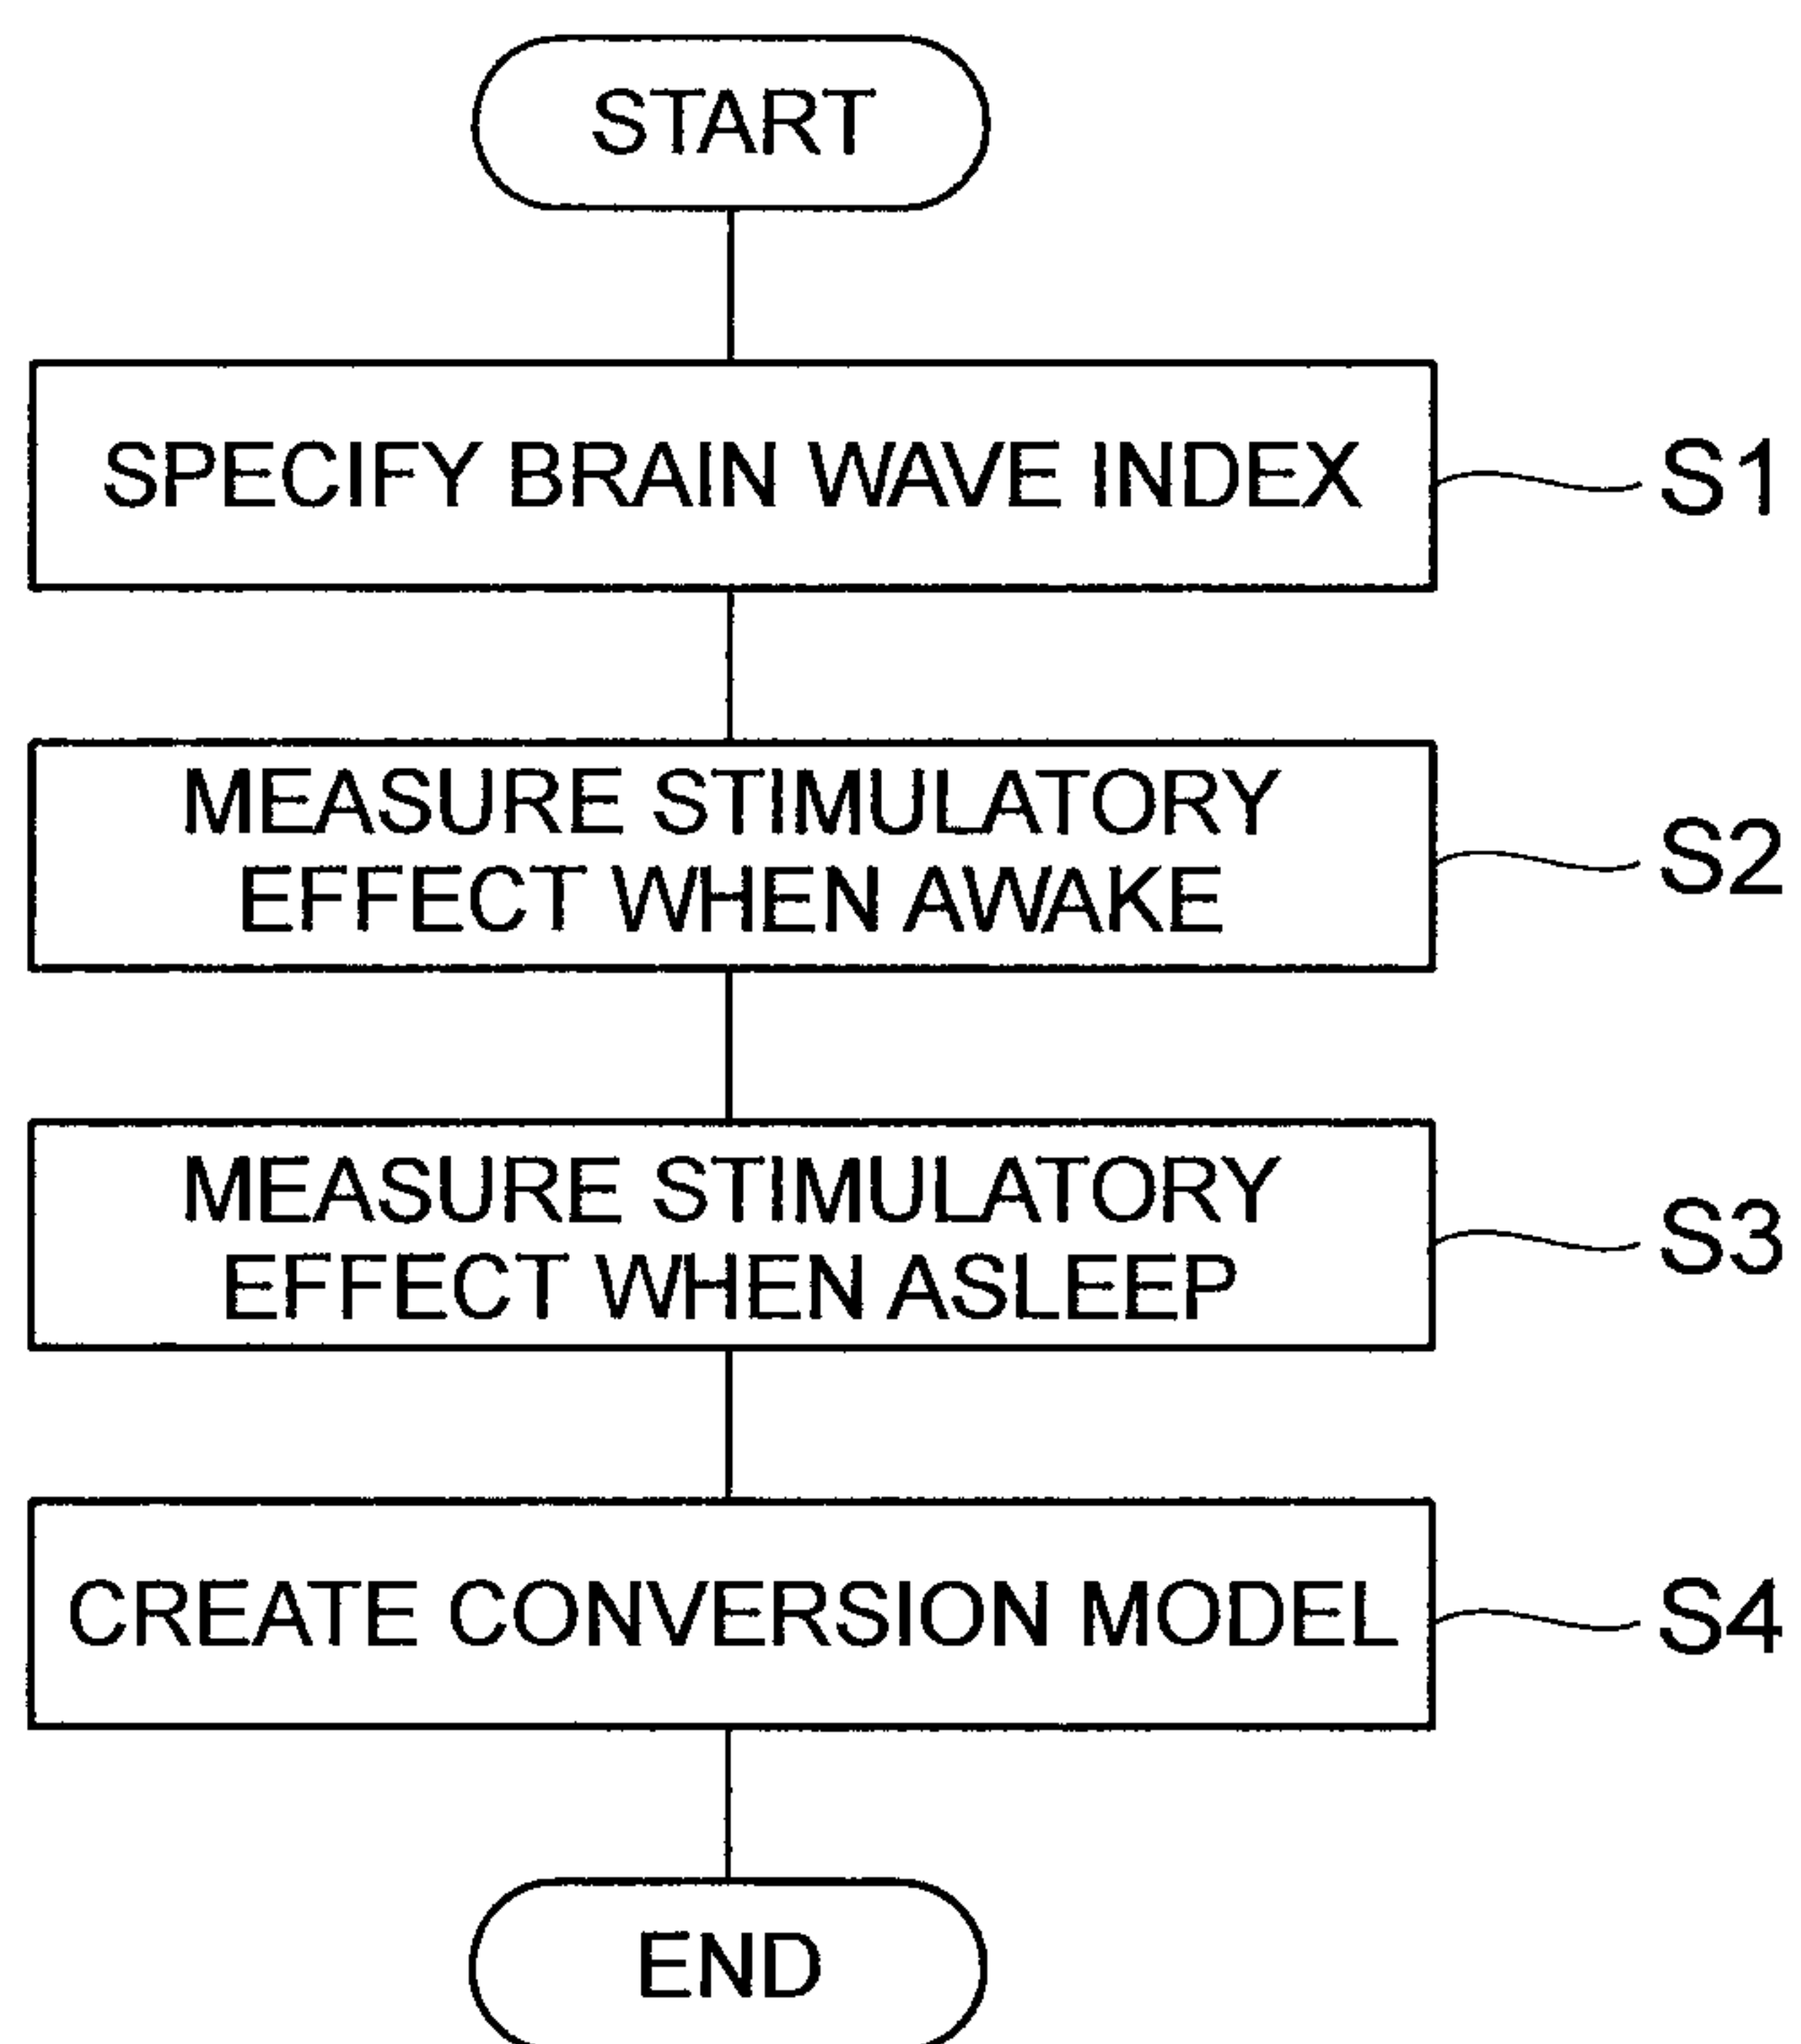 START
SPECIFY BRAIN WAVE INDEX
S1
MEASURE STIMULATORY
EFFECT WHEN AWAKE
S2
MEASURE STIMULATORY
EFFECT WHEN ASLEEP
S3
CREATE CONVERSION MODEL
S4
END